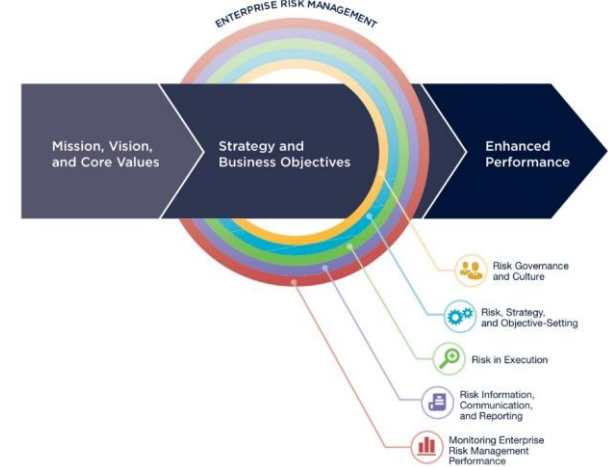 ENTERPRISE RISK MANAGEMENT
Mission, Vision,
and Core Values
Strategy and
Business Objectives
Enhanced
Performance
Risk Governance
and Culture
Risk, Strategy,
and Objective-Setting
Risk in Execution
Risk Information,
Communication,
and Reporting
Monitoring Enterprise
Risk Management
Performance